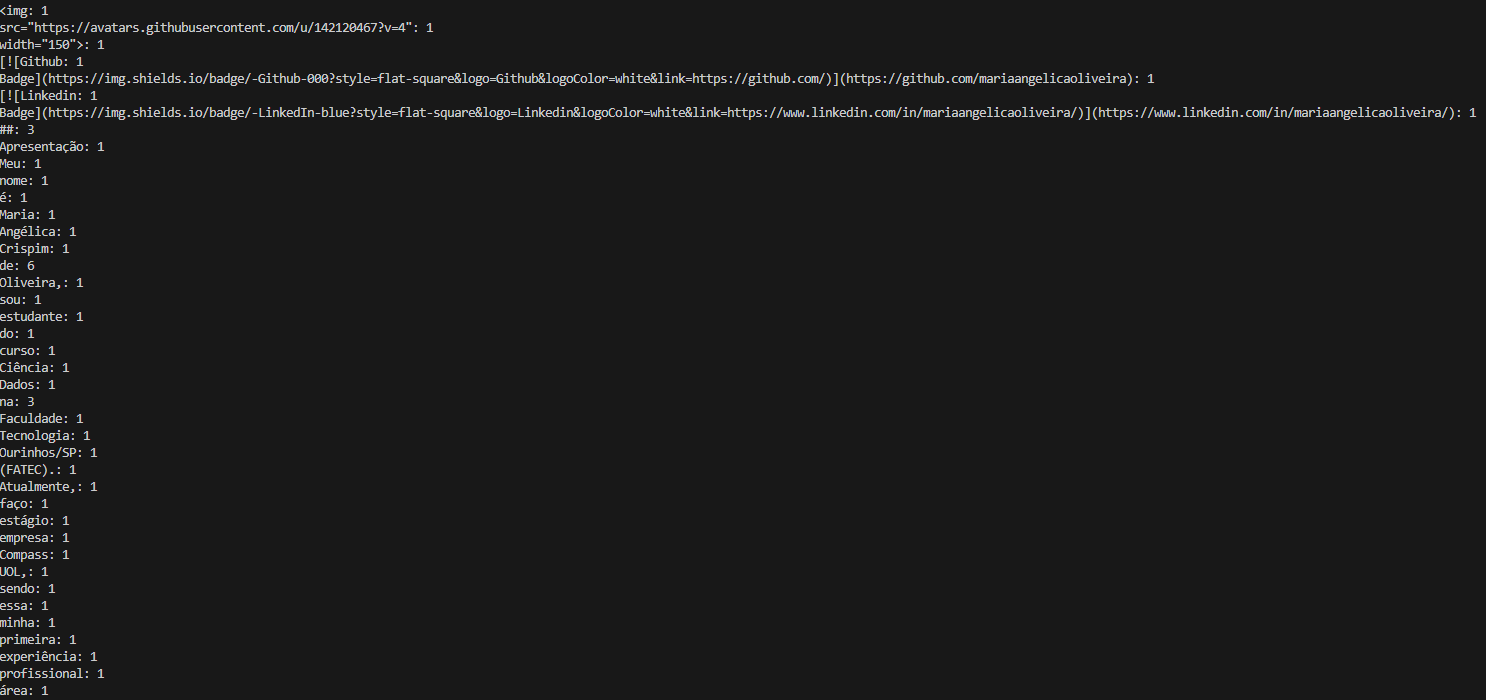 <img: 1
src="https://avatars.githubusercontent.com/u/142120467?v=4": 1
width="150">: 1
[![Github: 1
Badge](https://img.shields.io/badge/-Github-000?style=flat-square&logo=Github&logoColor=white&link=https://github.com/)](https://github.com/mariaangelicaoliveira): 1
[![Linkedin: 1
Badge](https://img.shields.io/badge/-LinkedIn-blue?style=flat-square&logo=Linkedin&logoColor=white&link=https://www.linkedin.com/in/mariaangelicaoliveira/)](https://www.linkedin.com/in/mariaangelicaoliveira/): 1
##: 3
Apresentação: 1
Meu: 1
nome: 1
é: 1
Maria: 1
Angélica: 1
Crispim: 1
de: 6
Oliveira,: 1
sou: 1
estudante: 1
do: 1
curso: 1
Ciência: 1
Dados: 1
na: 3
Faculdade: 1
Tecnologia: 1
Ourinhos/SP: 1
(FATEC).: 1
Atualmente,: 1
faço: 1
estágio: 1
empresa: 1
Compass: 1
UOL,: 1
sendo: 1
essa: 1
minha: 1
primeira: 1
experiência: 1
profissional: 1
área: 1